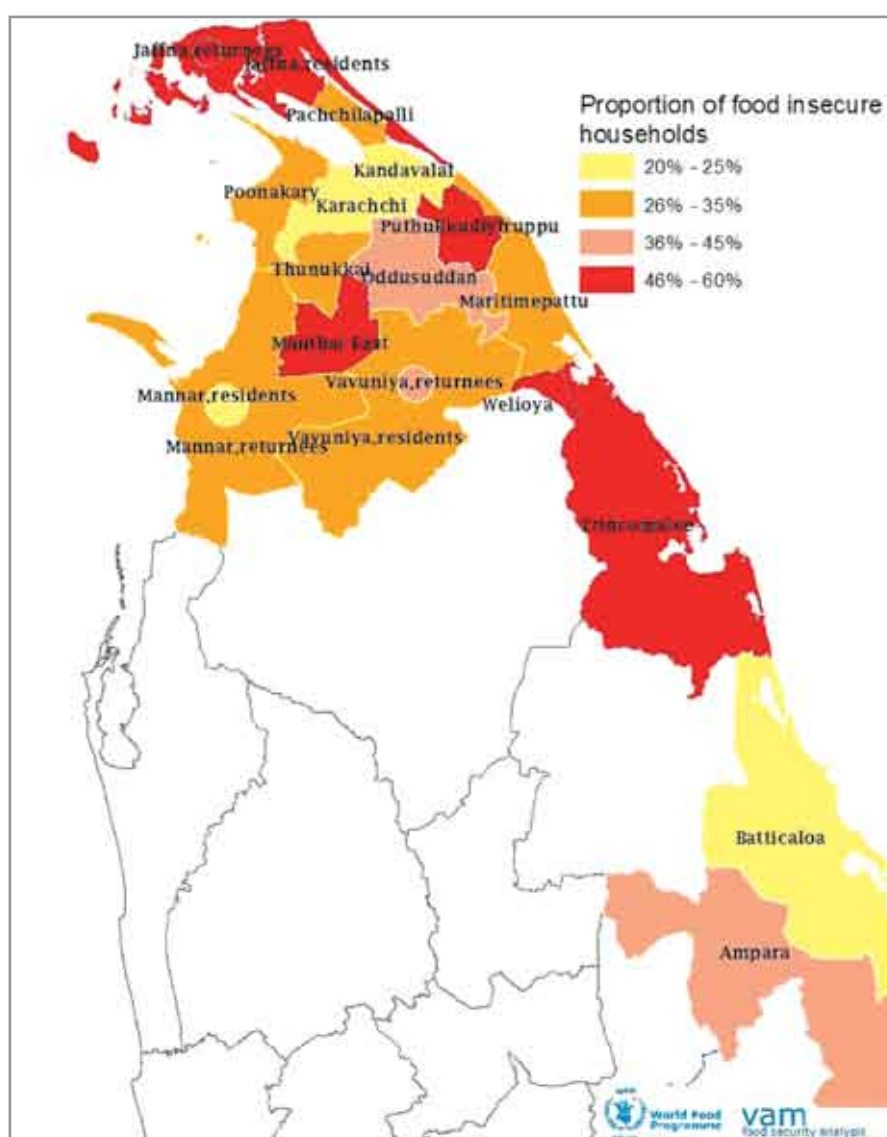 Jaffna,returnees
Jaffna,residents
Pachchilapalli
Proportion of food insecure
households
20% - 25%
26% - 35%
36% - 45%
46% - 60%
Kandavalai
Poonakary
Karachchi
Puthukkudiyiruppu
Thunukkai
Oddusuddan
Maritimepattu
Manthai East
Vavuniya,returnees
Mannar,residents
Welioya
Vavuniya,residents
Mannar,returnees
Trincomalee
Batticaloa
Ampara
WFP
World Food
Programme
vam
food security analysis